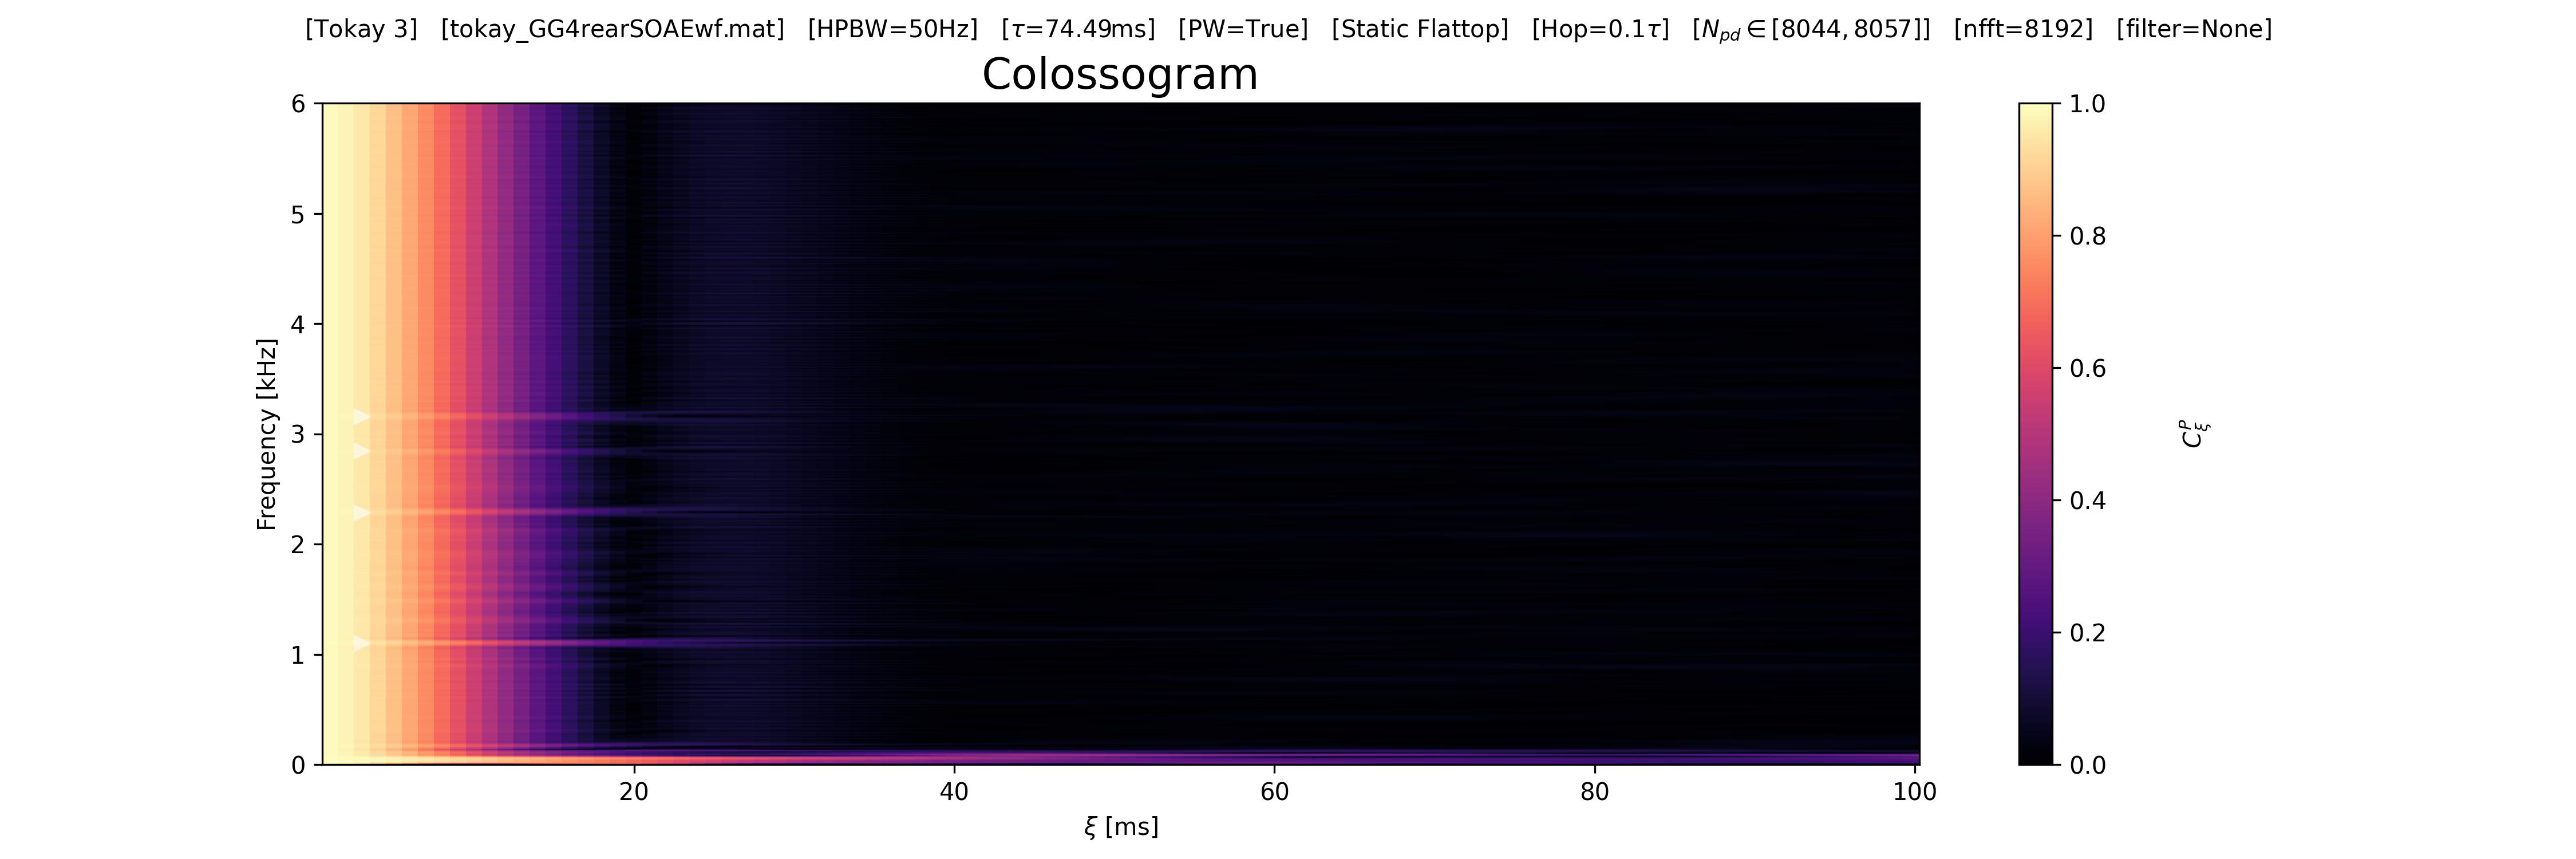 [Tokay 3] [tokay_GG4rearSOAEwf.mat] [HPBW=50Hz] [τ=74.49ms] [PW=True] [Static Flattop] [Hop=0.1τ] [N_{pd} ∈ [8044, 8057]] [nfft=8192] [filter=None]
Colossogram
6
5
4
3
2
1
0
Frequency [kHz]
20 40 60 80 100
ξ [ms]
1.0
0.8
0.6
0.4
0.2
0.0
C_ξ^P